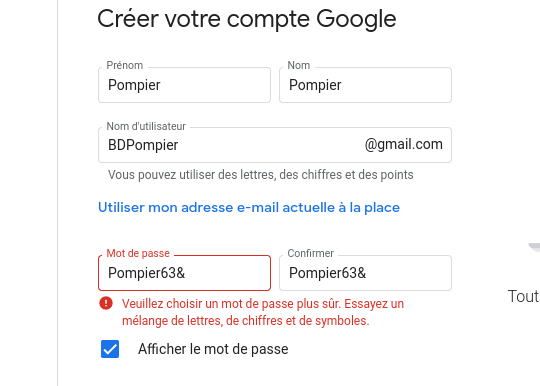 Créer votre compte Google
Prénom
Pompier
Nom
Pompier
Nom d'utilisateur
BDPompier
@gmail.com
Vous pouvez utiliser des lettres, des chiffres et des points
Utiliser mon adresse e-mail actuelle à la place
Mot de passe
Pompier63&
Confirmer
Pompier63&
Veuillez choisir un mot de passe plus sûr. Essayez un
mélange de lettres, de chiffres et de symboles.
Tout
Afficher le mot de passe